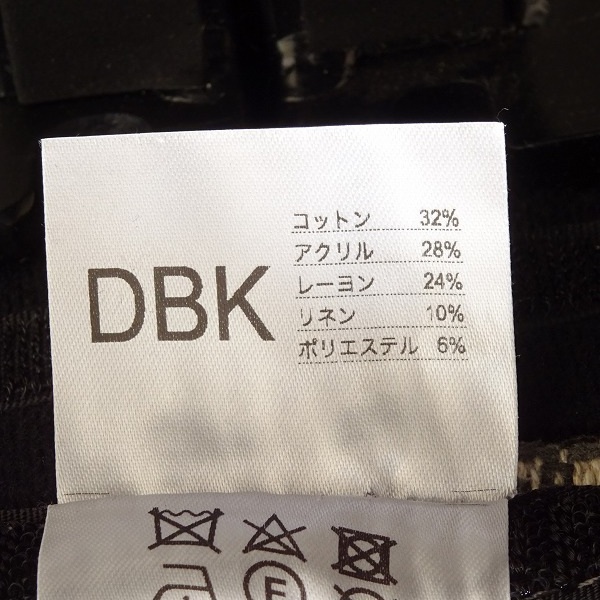 DBK
コットン 32%
アクリル 28%
レーヨン 24%
リネン 10%
ポリエステル 6%
F